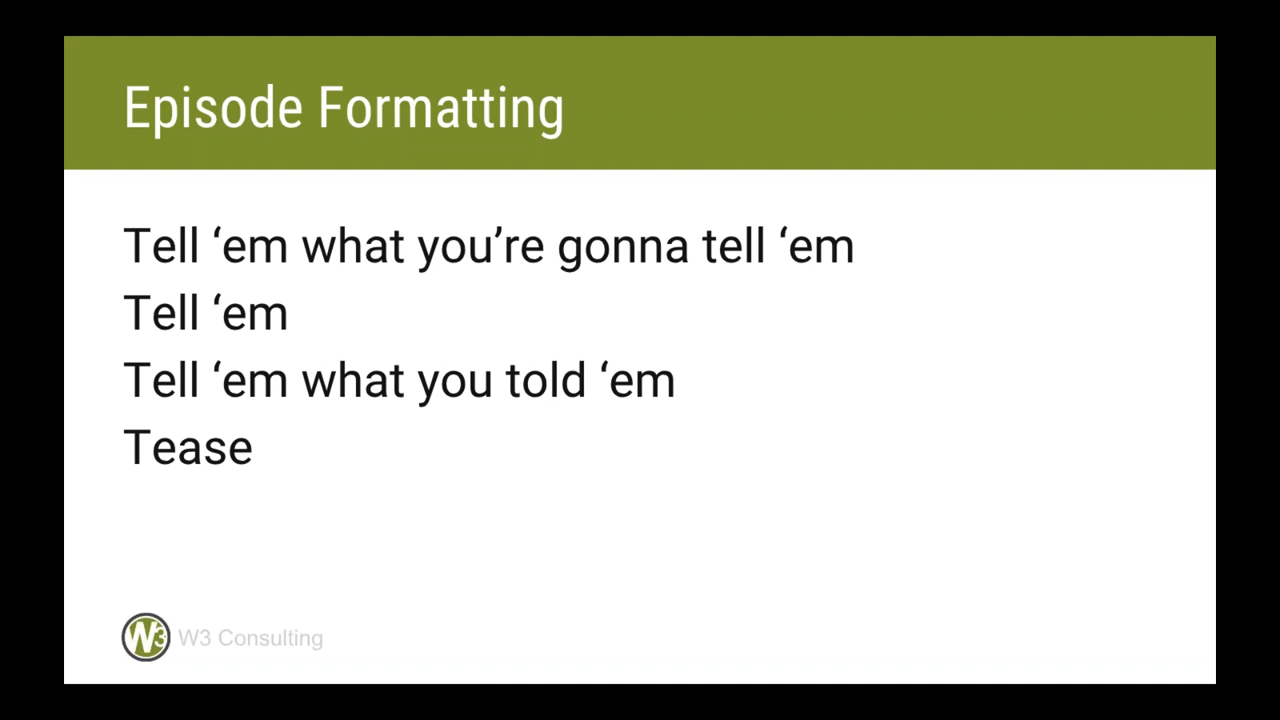 Episode Formatting
Tell ‘em what you’re gonna tell ‘em
Tell ‘em
Tell ‘em what you told ‘em
Tease
W3 W3 Consulting